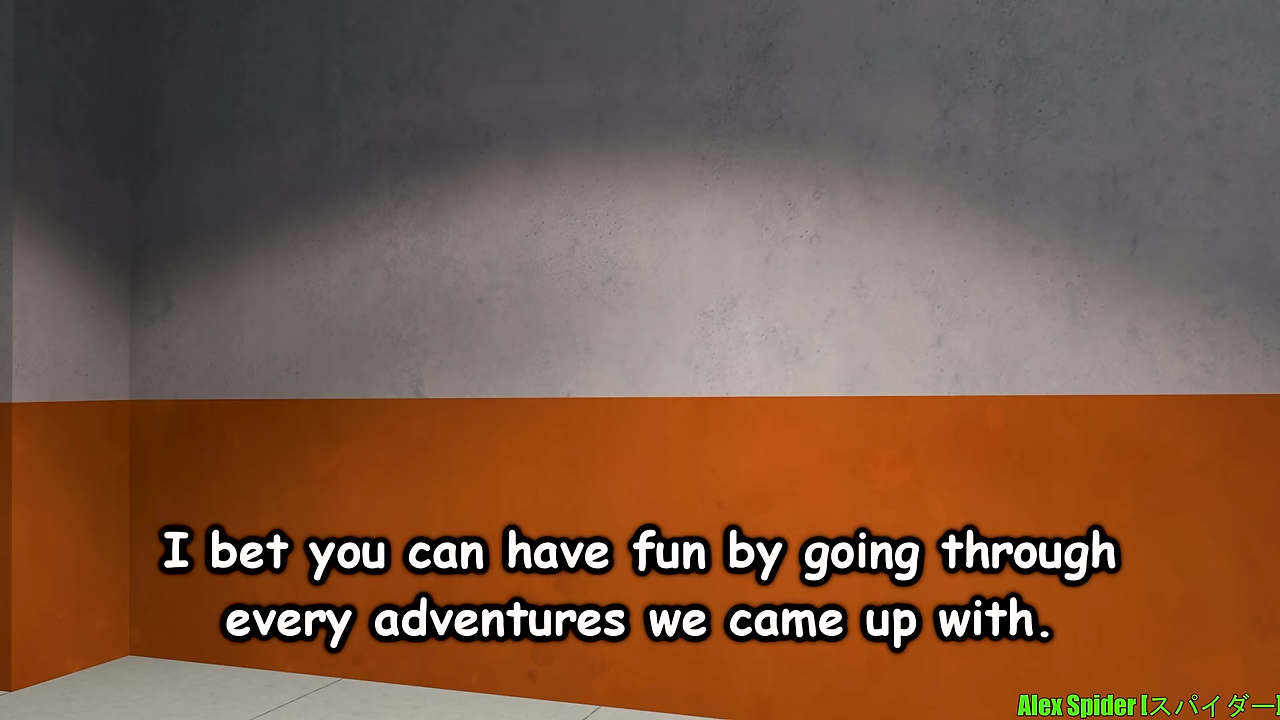 I bet you can have fun by going through
every adventures we came up with.
Alex Spider [スパイダー]